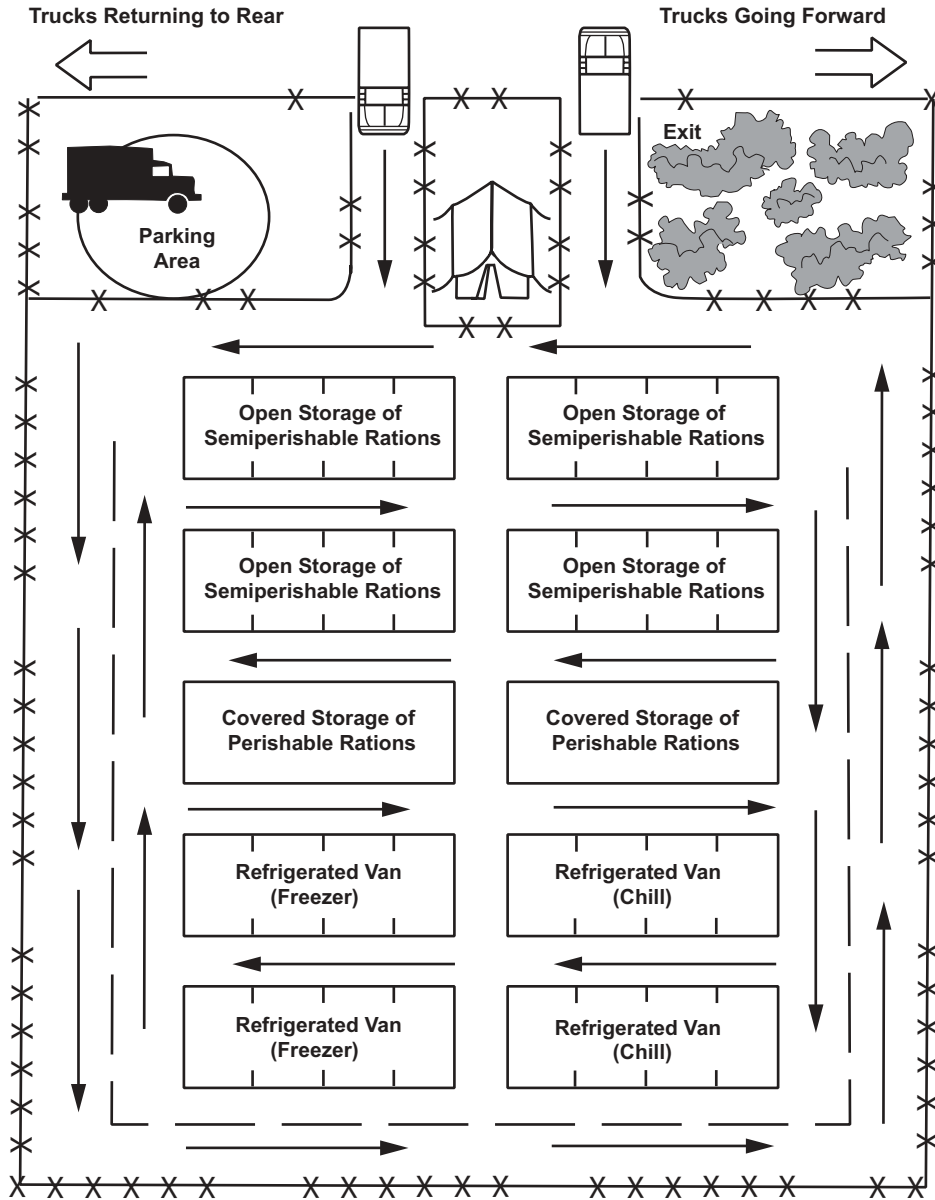 Trucks Returning to Rear
Trucks Going Forward
Exit
Parking
Area
Open Storage of
Semiperishable Rations
Open Storage of
Semiperishable Rations
Open Storage of
Semiperishable Rations
Open Storage of
Semiperishable Rations
Covered Storage of
Perishable Rations
Covered Storage of
Perishable Rations
Refrigerated Van
(Freezer)
Refrigerated Van
(Chill)
Refrigerated Van
(Freezer)
Refrigerated Van
(Chill)